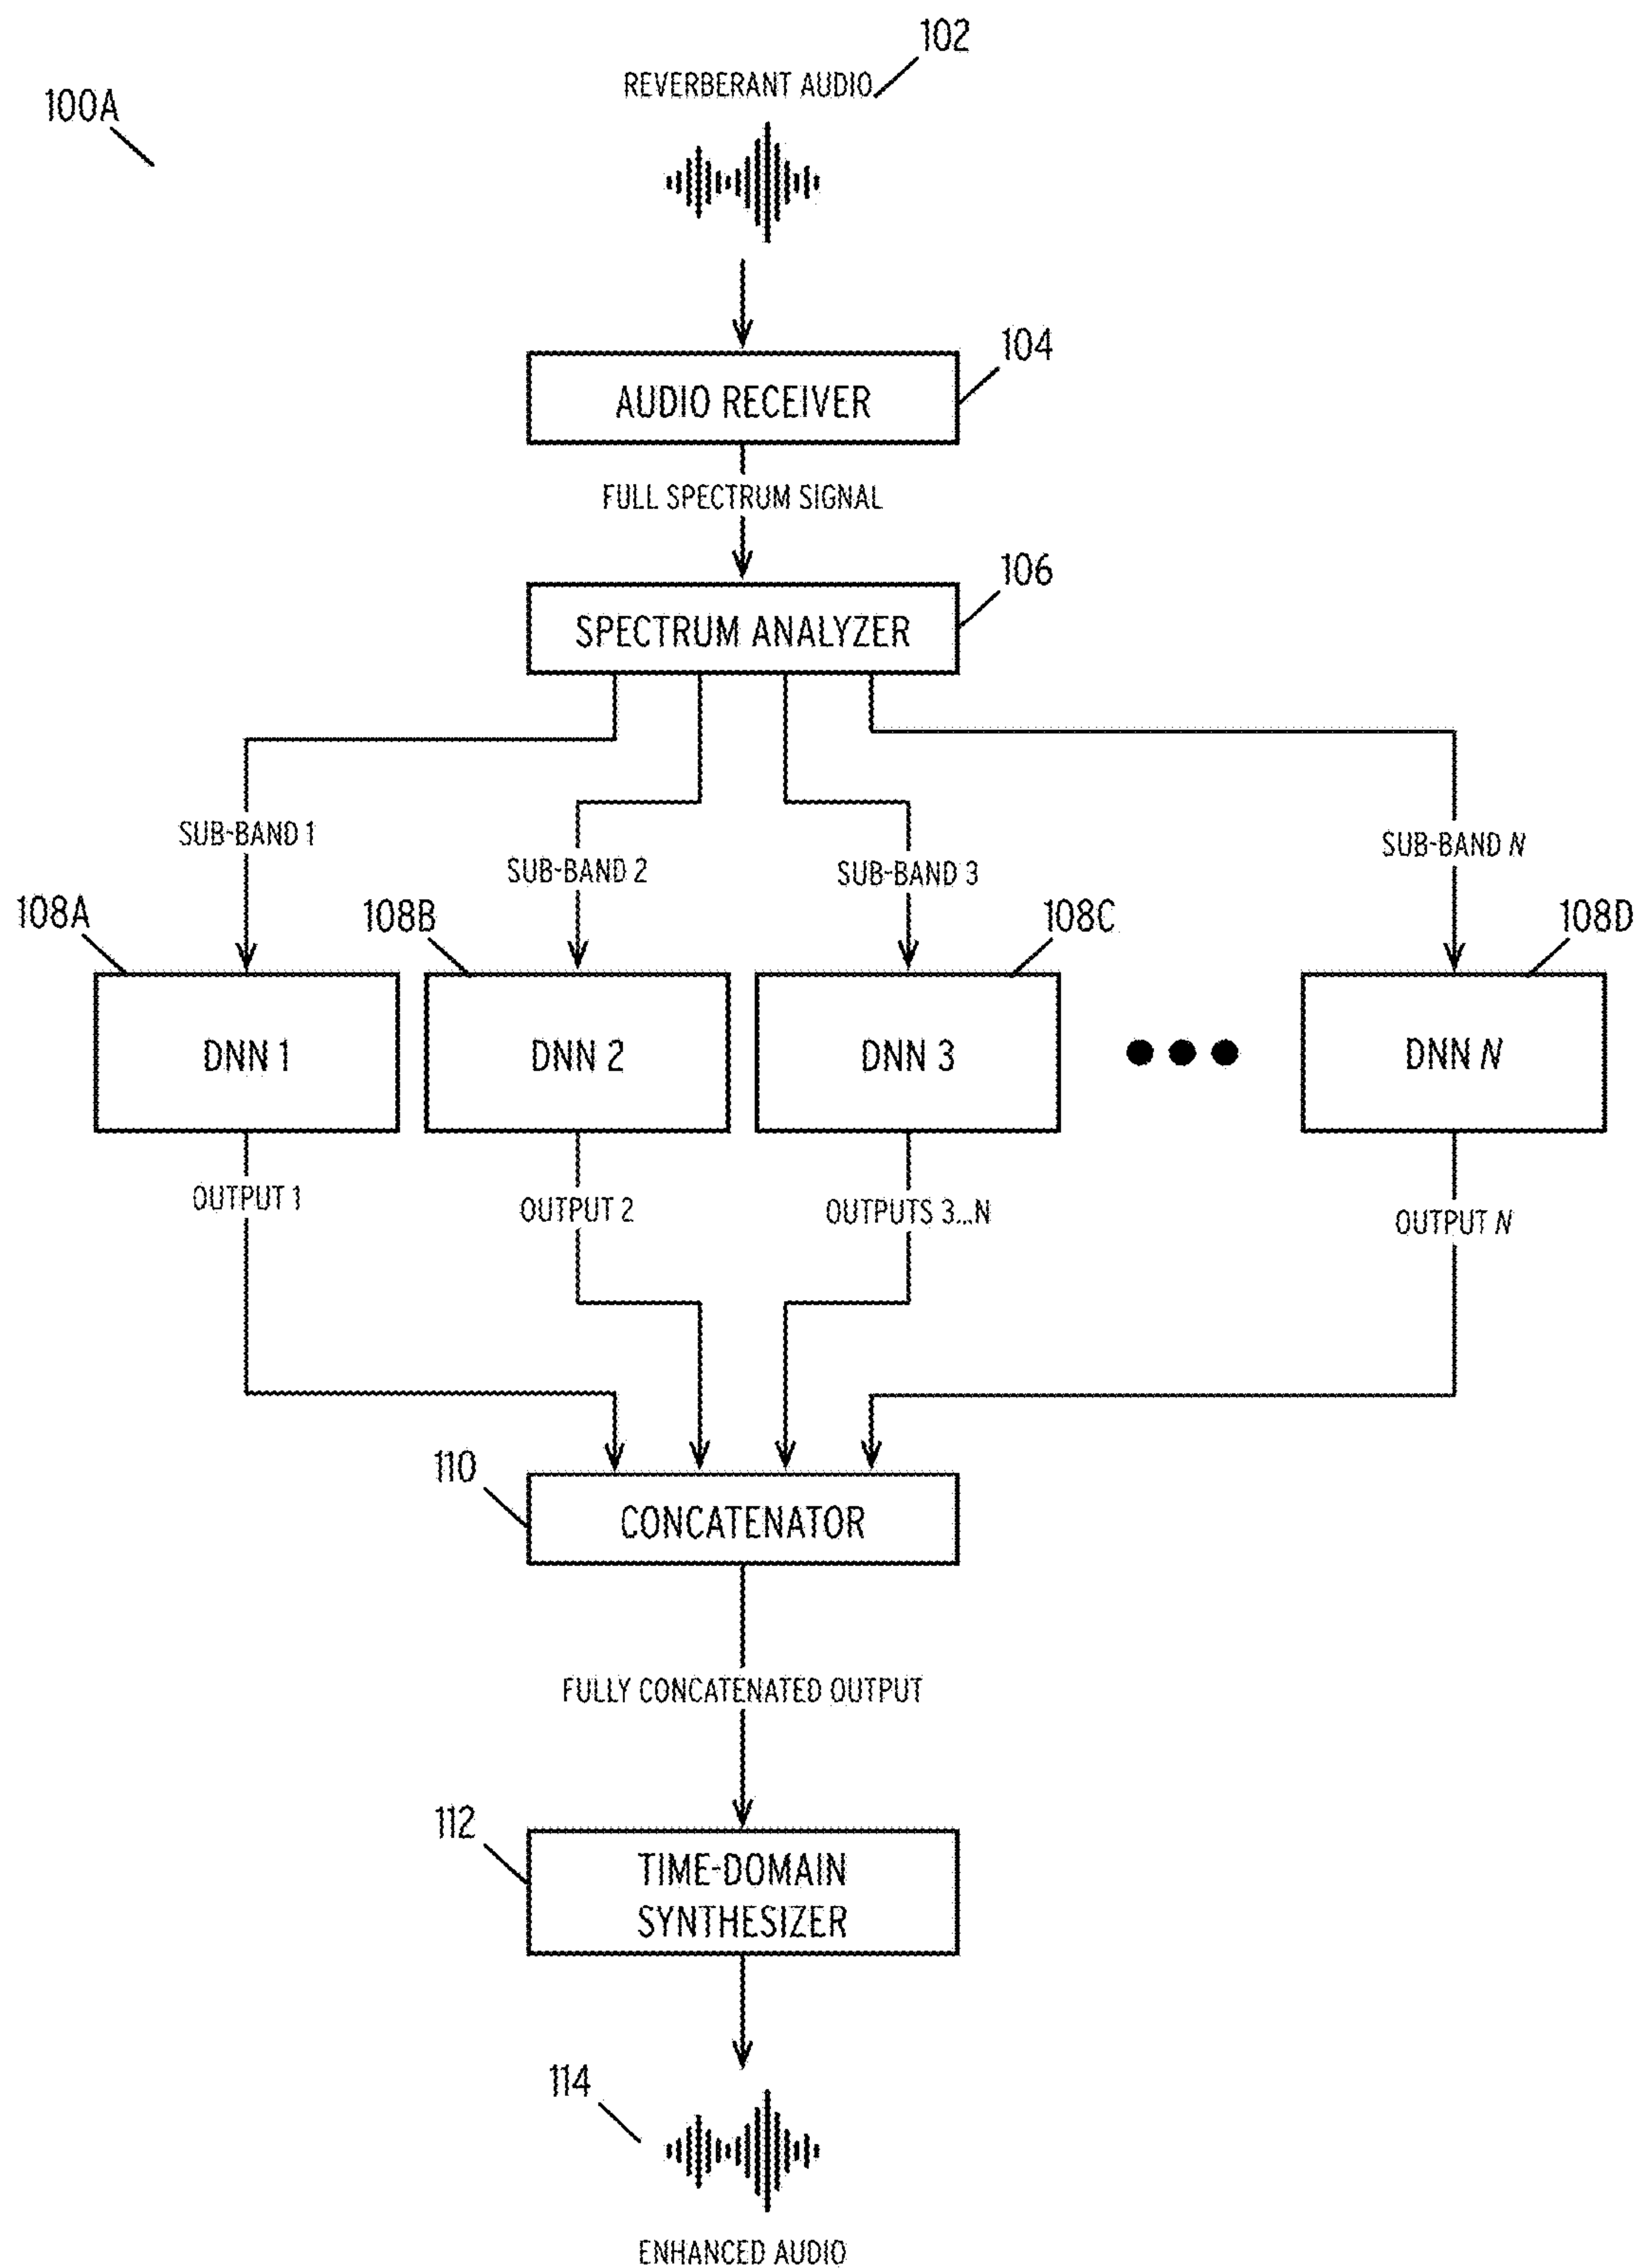 102
REVERBERANT AUDIO
100A
104
AUDIO RECEIVER
FULL SPECTRUM SIGNAL
106
SPECTRUM ANALYZER
SUB-BAND 1
SUB-BAND 2
SUB-BAND 3
SUB-BAND N
108A
108B
108C
108D
DNN 1
DNN 2
DNN 3
DNN N
OUTPUT 1
OUTPUT 2
OUTPUTS 3...N
OUTPUT N
110
CONCATENATOR
FULLY CONCATENATED OUTPUT
112
TIME-DOMAIN
SYNTHESIZER
114
ENHANCED AUDIO